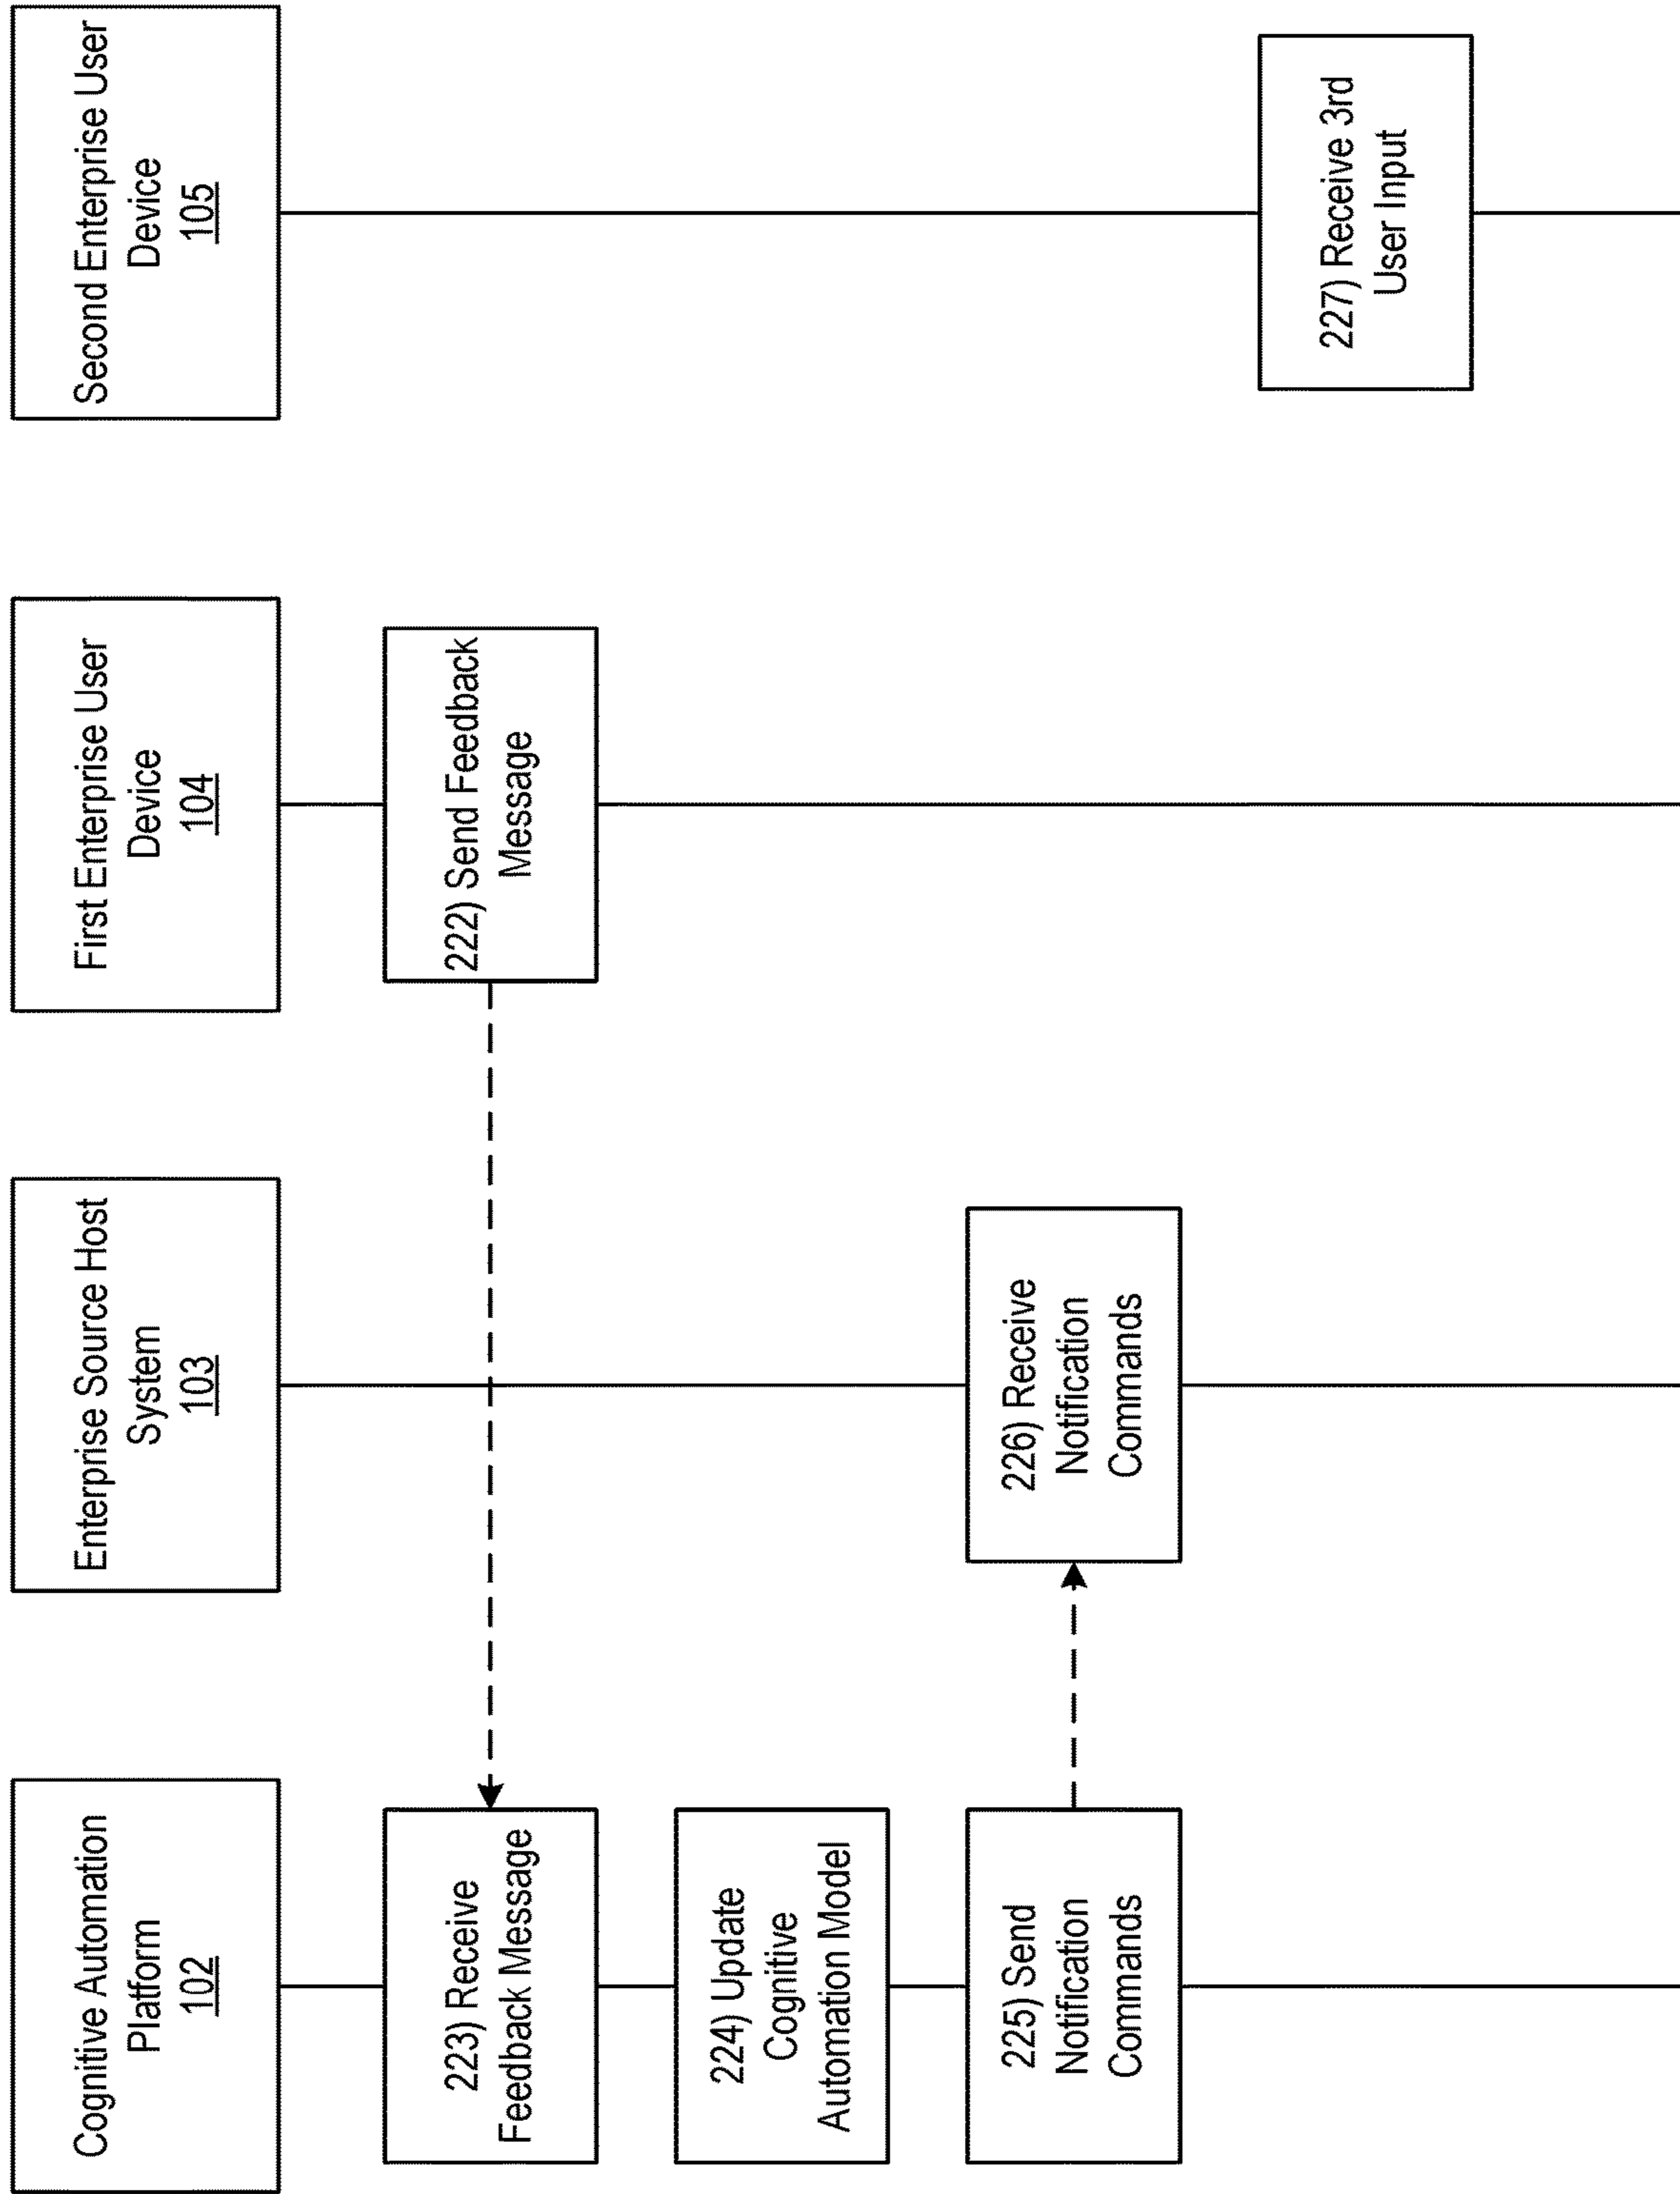 Cognitive Automation
Platform
102
Enterprise Source Host
System
103
First Enterprise User
Device
104
Second Enterprise User
Device
105
222) Send Feedback
Message
223) Receive
Feedback Message
224) Update
Cognitive
Automation Model
225) Send
Notification
Commands
226) Receive
Notification
Commands
227) Receive 3rd
User Input